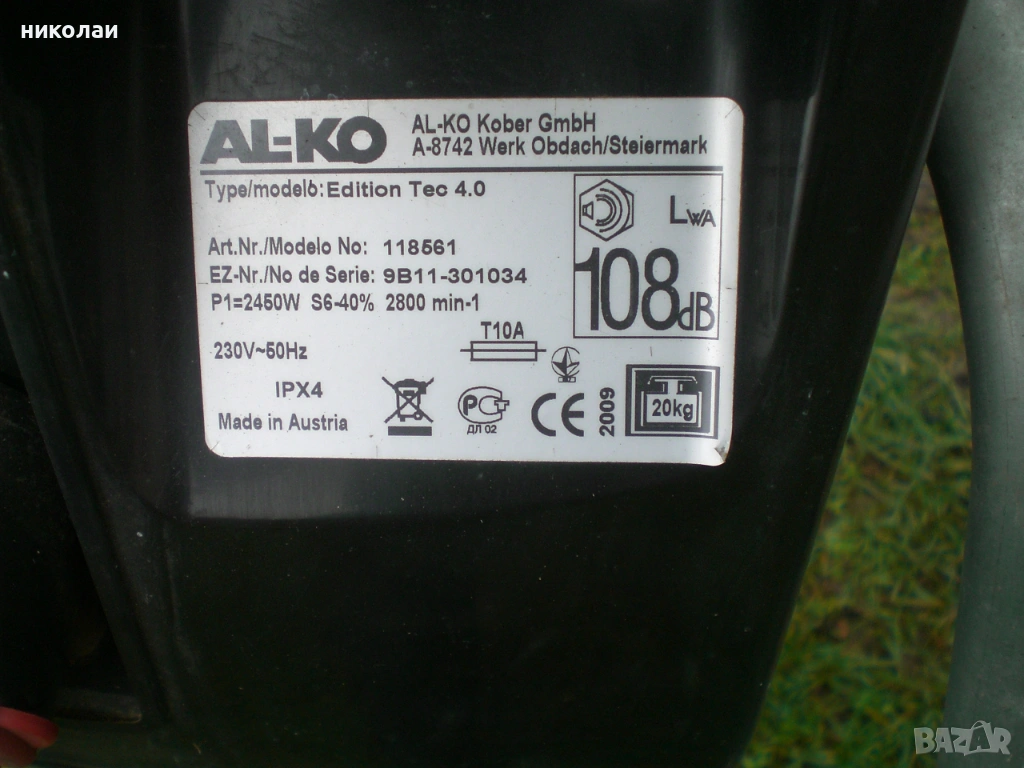 николаи
AL-KO
AL-KO Kober GmbH
A-8742 Werk Obdach/Steiermark
Type/modelo: Edition Tec 4.0
LWA
108dB
Art.Nr./Modelo No: 118561
EZ-Nr./No de Serie: 9B11-301034
P1=2450W S6-40% 2800 min-1
T10A
230V~50Hz
IPX4
Made in Austria
РСТ
ДЛ 02
CE
2009
20kg
BAZAR